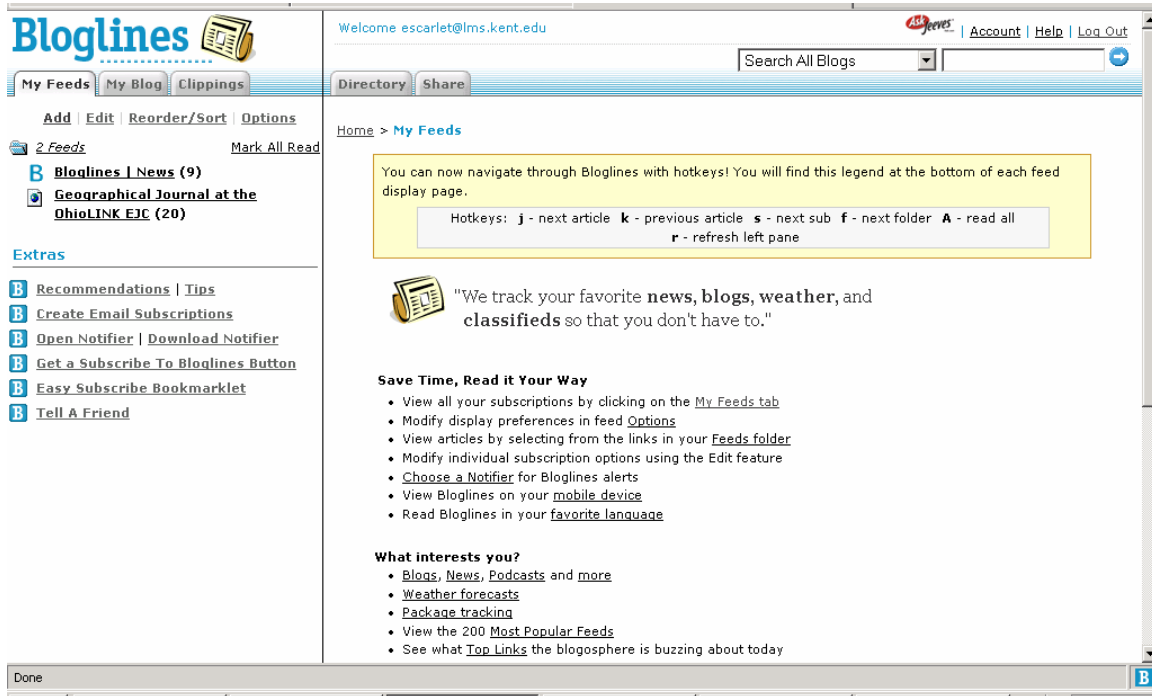 Bloglines
Welcome escarlet@lms.kent.edu
Ask Jeeves | Account | Help | Log Out
Search All Blogs
My Feeds My Blog Clippings
Directory Share
Add | Edit | Reorder/Sort | Options
2 Feeds Mark All Read
B Bloglines | News (9)
Geographical Journal at the
OhioLINK EJC (20)
Extras
B Recommendations | Tips
B Create Email Subscriptions
B Open Notifier | Download Notifier
B Get a Subscribe To Bloglines Button
B Easy Subscribe Bookmarklet
B Tell A Friend
Home > My Feeds
You can now navigate through Bloglines with hotkeys! You will find this legend at the bottom of each feed
display page.
Hotkeys: j - next article k - previous article s - next sub f - next folder A - read all
r - refresh left pane
"We track your favorite news, blogs, weather, and
classifieds so that you don't have to."
Save Time, Read it Your Way
• View all your subscriptions by clicking on the My Feeds tab
• Modify display preferences in feed Options
• View articles by selecting from the links in your Feeds folder
• Modify individual subscription options using the Edit feature
• Choose a Notifier for Bloglines alerts
• View Bloglines on your mobile device
• Read Bloglines in your favorite language
What interests you?
• Blogs, News, Podcasts and more
• Weather forecasts
• Package tracking
• View the 200 Most Popular Feeds
• See what Top Links the blogosphere is buzzing about today
Done
B